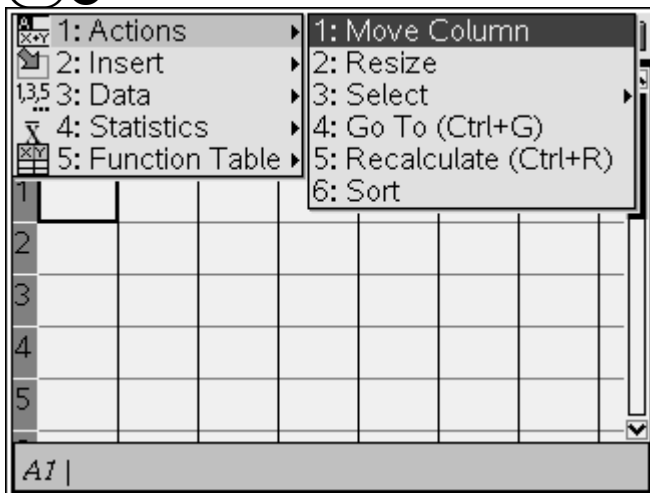 1: Actions
2: Insert
3: Data
4: Statistics
5: Function Table
1: Move Column
2: Resize
3: Select
4: Go To (Ctrl+G)
5: Recalculate (Ctrl+R)
6: Sort
1
2
3
4
5
A1